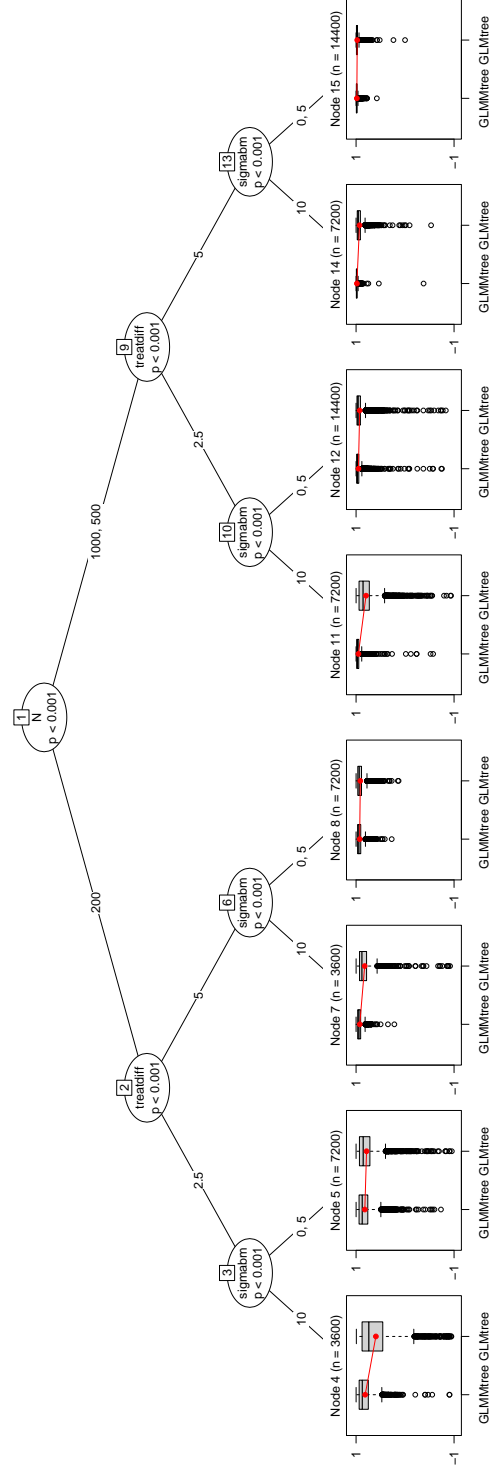 1
N
p < 0.001
200
1000, 500
2
treatdiff
p < 0.001
2.5
5
9
treatdiff
p < 0.001
2.5
5
3
sigmabm
p < 0.001
10
0, 5
6
sigmabm
p < 0.001
10
0, 5
10
sigmabm
p < 0.001
10
0, 5
13
sigmabm
p < 0.001
10
0, 5
Node 4 (n = 3600)
1
−1
GLMMtree GLMtree
Node 5 (n = 7200)
1
−1
GLMMtree GLMtree
Node 7 (n = 3600)
1
−1
GLMMtree GLMtree
Node 8 (n = 7200)
1
−1
GLMMtree GLMtree
Node 11 (n = 7200)
1
−1
GLMMtree GLMtree
Node 12 (n = 14400)
1
−1
GLMMtree GLMtree
Node 14 (n = 7200)
1
−1
GLMMtree GLMtree
Node 15 (n = 14400)
1
−1
GLMMtree GLMtree